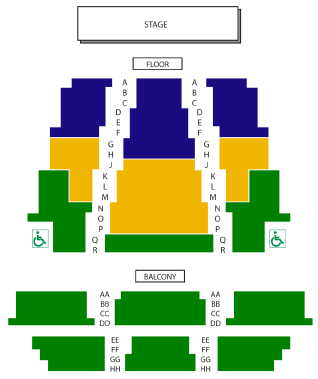 STAGE
FLOOR
A A
B B
C C
D D
E E
F F
G G
H H
J J
K K
L L
M M
N N
O O
P P
Q Q
R R
BALCONY
AA AA
BB BB
CC CC
DD DD
EE EE
FF FF
GG GG
HH HH